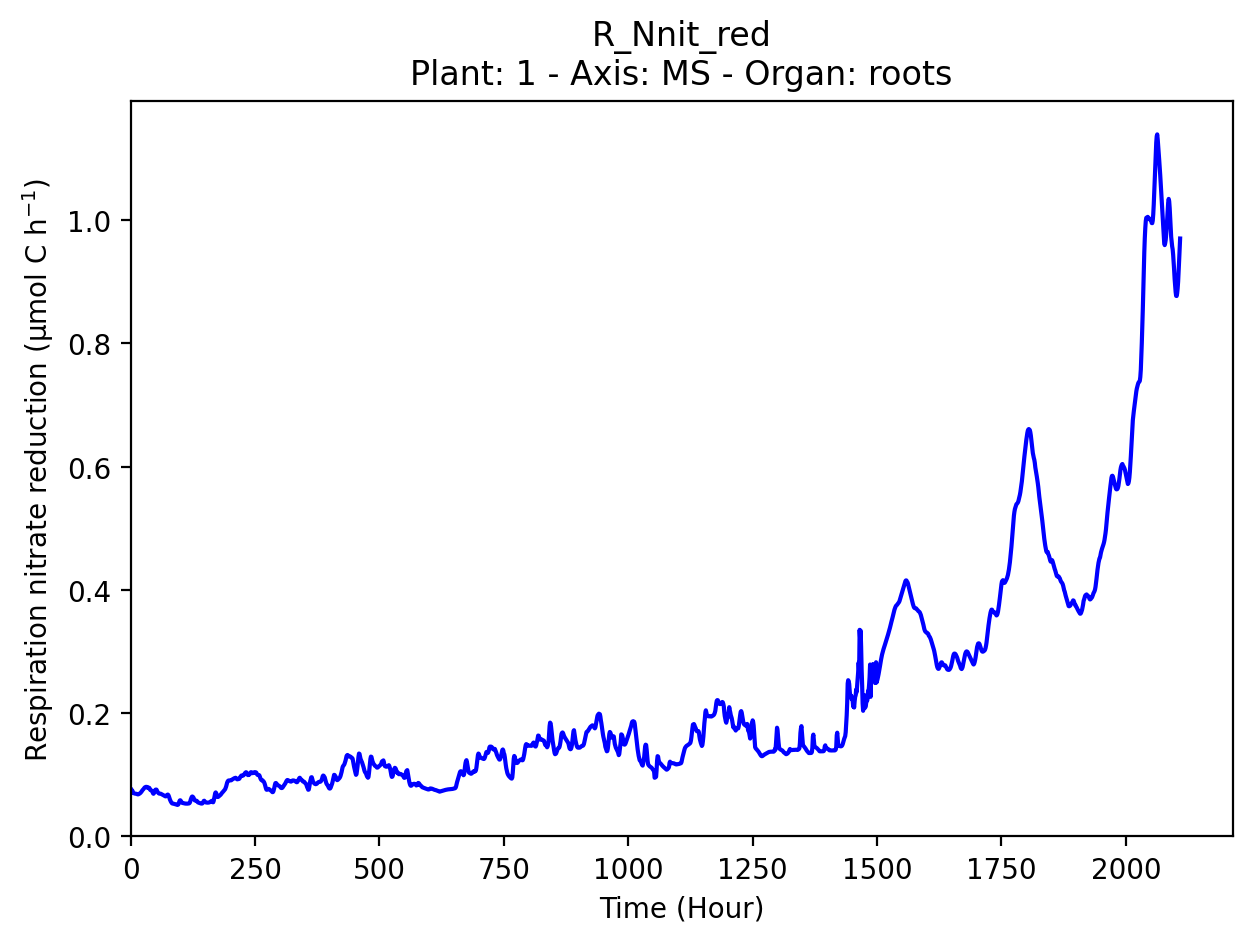 R_Nnit_red
Plant: 1 - Axis: MS - Organ: roots
Respiration nitrate reduction (µmol C h⁻¹)
1.0
0.8
0.6
0.4
0.2
0.0
0 250 500 750 1000 1250 1500 1750 2000
Time (Hour)